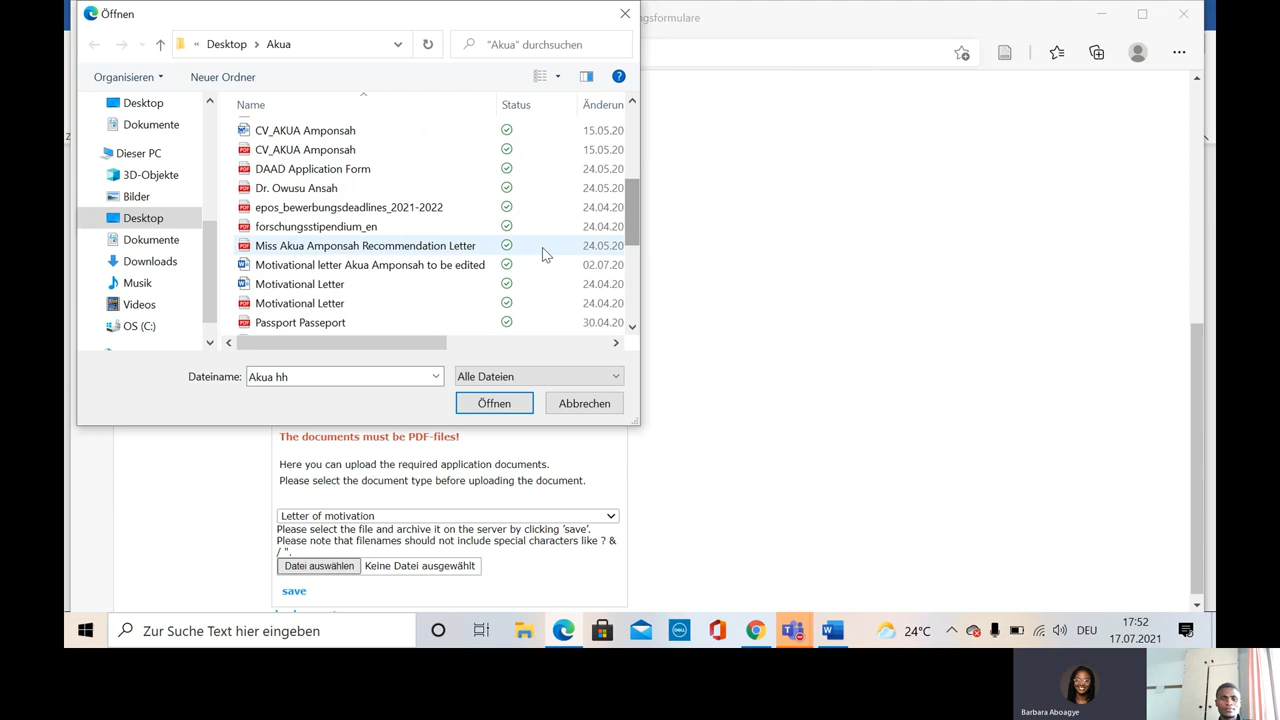 Öffnen
ngsformulare
« Desktop > Akua
"Akua" durchsuchen
Organisieren
Neuer Ordner
Desktop
Dokumente
Dieser PC
3D-Objekte
Bilder
Desktop
Dokumente
Downloads
Musik
Videos
OS (C:)
Name Status Änderun
CV_AKUA Amponsah 15.05.20
CV_AKUA Amponsah 15.05.20
DAAD Application Form 24.05.20
Dr. Owusu Ansah 24.05.20
epos_bewerbungsdeadlines_2021-2022 24.04.20
forschungsstipendium_en 24.04.20
Miss Akua Amponsah Recommendation Letter 24.05.20
Motivational letter Akua Amponsah to be edited 02.07.20
Motivational Letter 24.04.20
Motivational Letter 24.04.20
Passport Passeport 30.04.20
Dateiname: Akua hh
Alle Dateien
Öffnen
Abbrechen
The documents must be PDF-files!
Here you can upload the required application documents.
Please select the document type before uploading the document.
Letter of motivation
Please select the file and archive it on the server by clicking 'save'.
Please note that filenames should not include special characters like ? &
/ ".
Datei auswählen Keine Datei ausgewählt
save
Zur Suche Text hier eingeben
24°C
DEU
17:52
17.07.2021
Barbara Aboagye